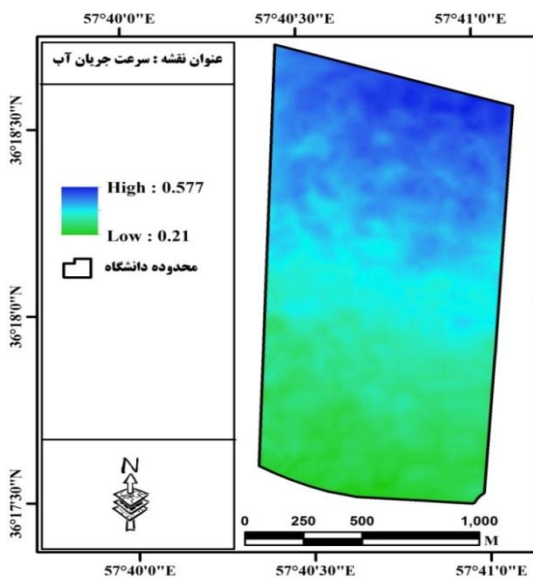 57°40'0"E 57°40'30"E 57°41'0"E
عنوان نقشه : سرعت جریان آب
36°18'30"N
36°18'0"N
36°17'30"N
High : 0.577
Low : 0.21
محدوده دانشگاه
N
0 250 500 1,000
M
57°40'0"E 57°40'30"E 57°41'0"E